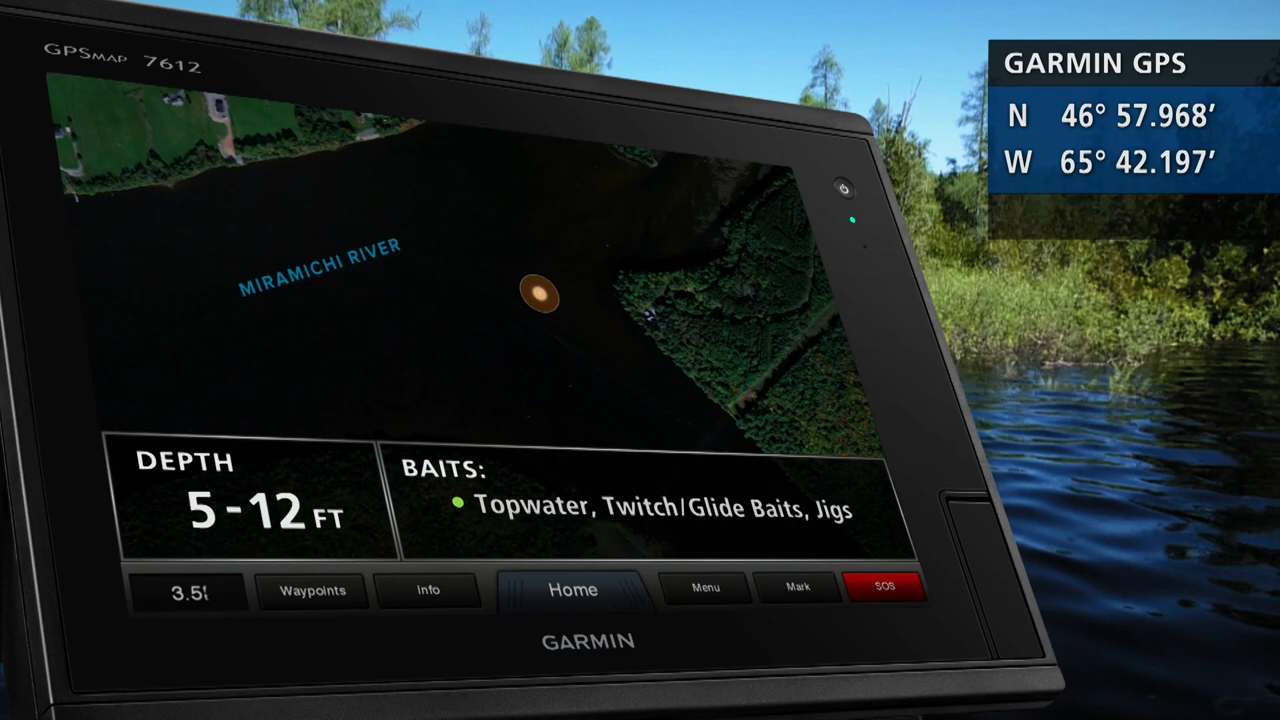 GPSMAP 7612
GARMIN GPS
N 46° 57.968’
W 65° 42.197’
MIRAMICHI RIVER
DEPTH
5-12 FT
BAITS:
Topwater, Twitch/Glide Baits, Jigs
Waypoints
Info
Home
Menu
Mark
SOS
GARMIN